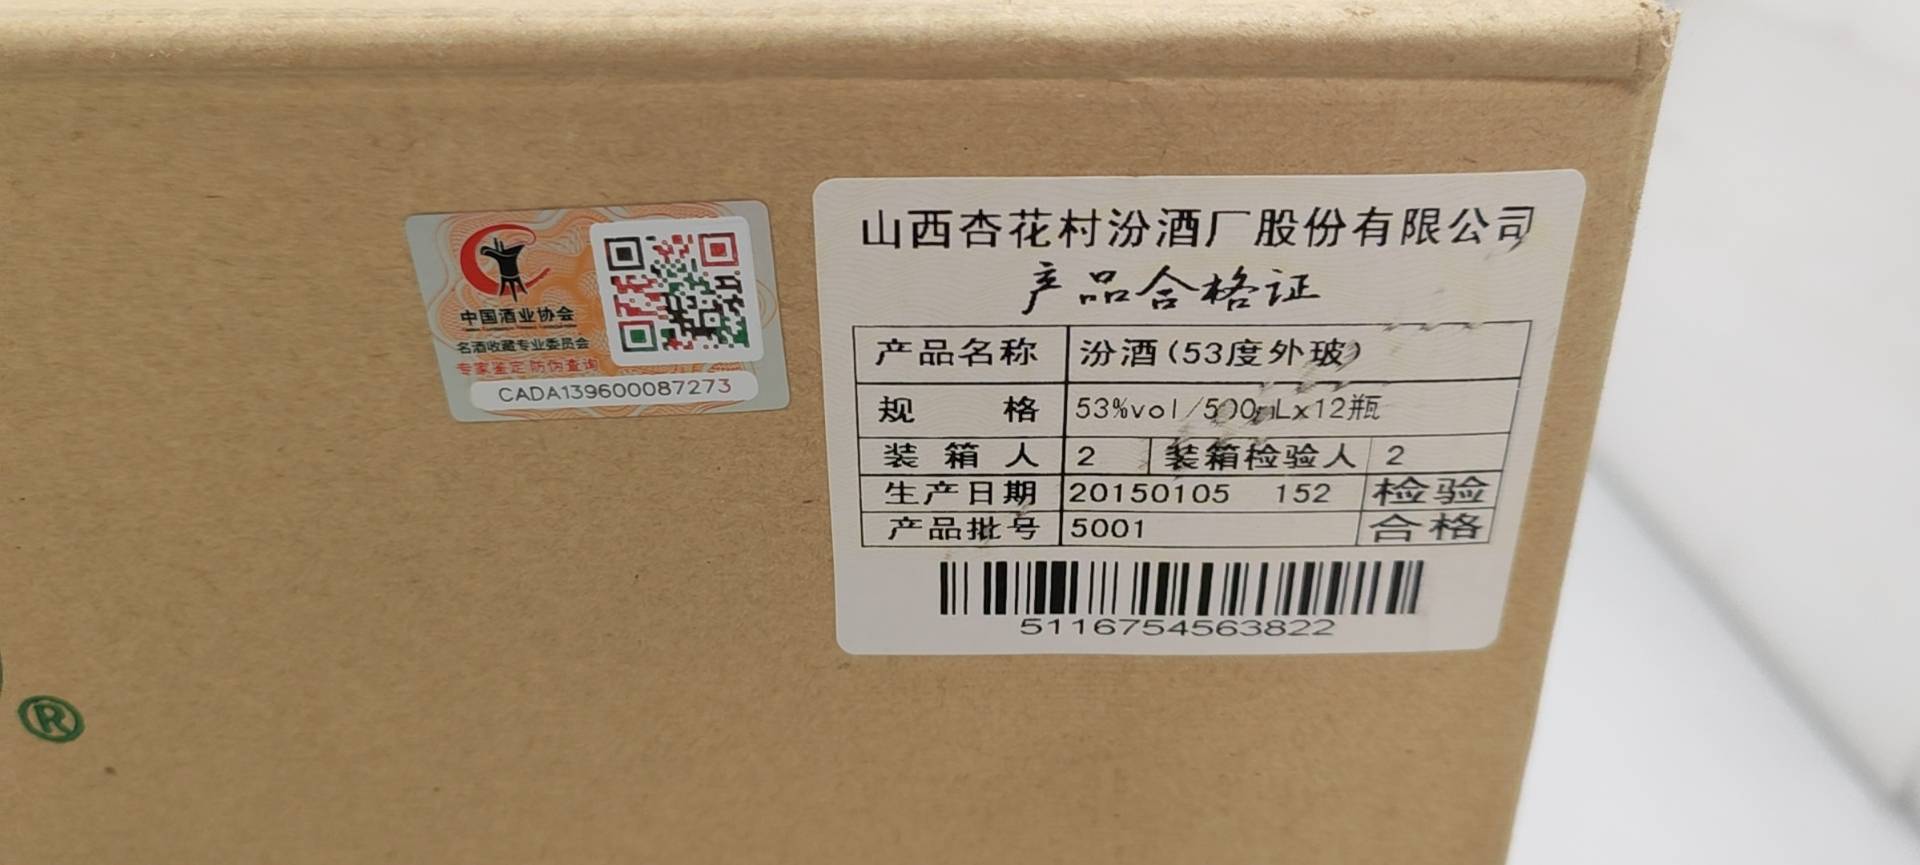 中国酒业协会
名酒收藏专业委员会
专家鉴定 防伪查询
CADA139600087273
山西杏花村汾酒厂股份有限公司
产品合格证
产品名称 汾酒(53度外玻)
规 格 53%vol/500mLx12瓶
装 箱 人 2 装箱检验人 2
生产日期 20150105 152 检验
产品批号 5001 合格
5116754563822
®